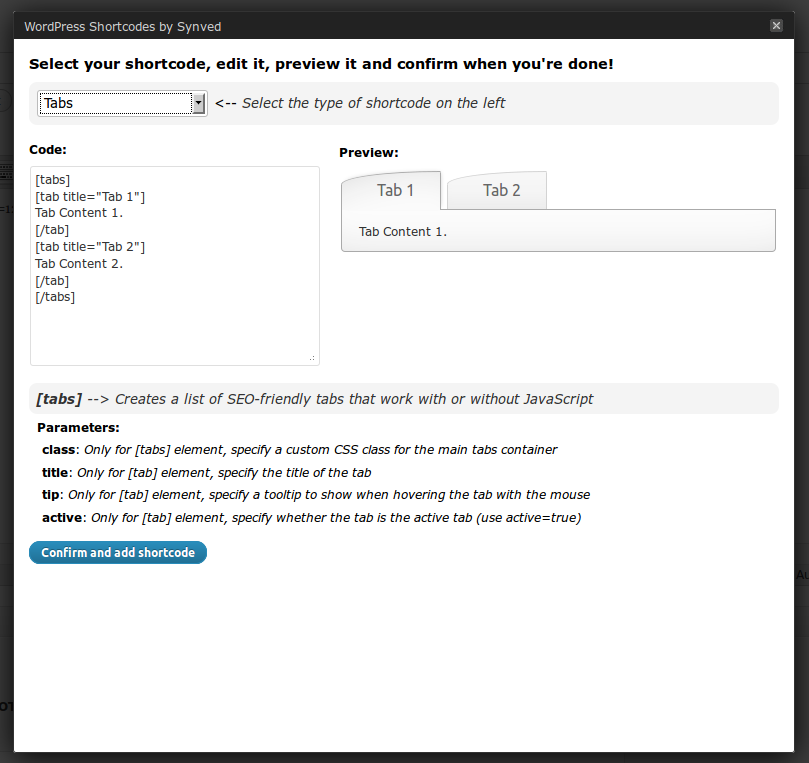 WordPress Shortcodes by Synved
Select your shortcode, edit it, preview it and confirm when you're done!
Tabs <-- Select the type of shortcode on the left
Code:
[tabs]
[tab title="Tab 1"]
Tab Content 1.
[/tab]
[tab title="Tab 2"]
Tab Content 2.
[/tab]
[/tabs]
Preview:
Tab 1 Tab 2
Tab Content 1.
[tabs] --> Creates a list of SEO-friendly tabs that work with or without JavaScript
Parameters:
class: Only for [tabs] element, specify a custom CSS class for the main tabs container
title: Only for [tab] element, specify the title of the tab
tip: Only for [tab] element, specify a tooltip to show when hovering the tab with the mouse
active: Only for [tab] element, specify whether the tab is the active tab (use active=true)
Confirm and add shortcode